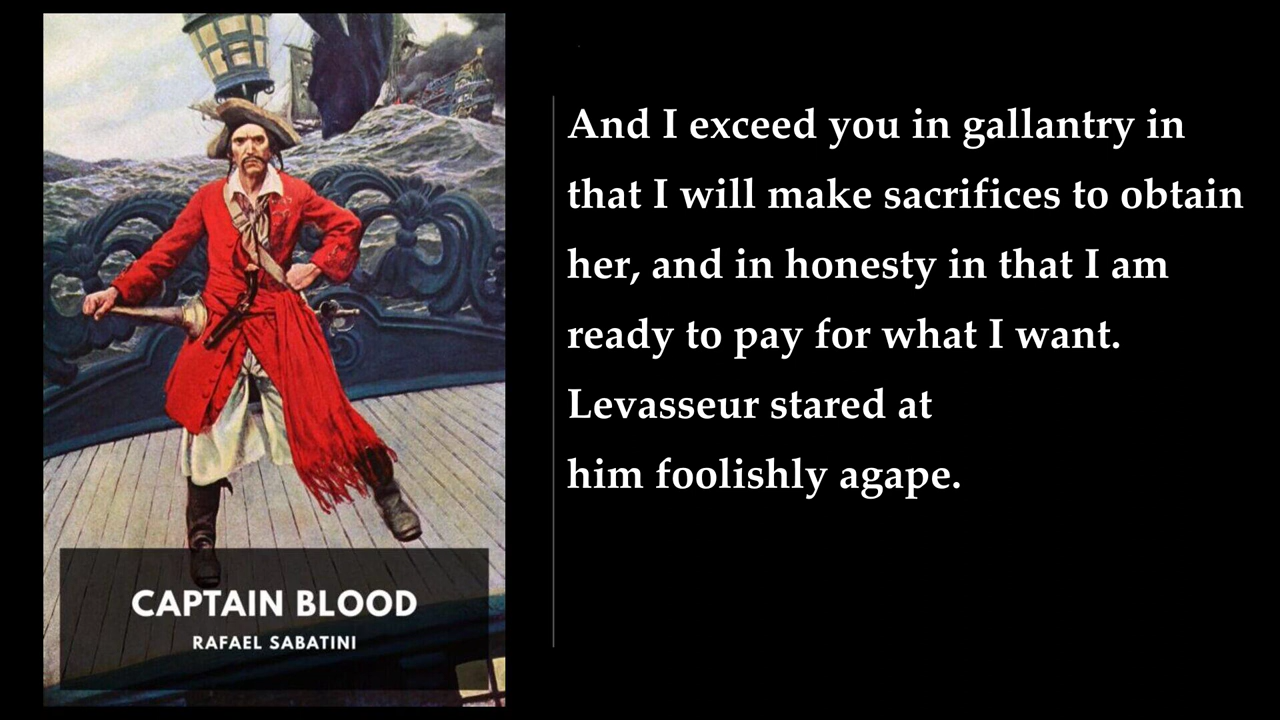 CAPTAIN BLOOD
RAFAEL SABATINI
And I exceed you in gallantry in
that I will make sacrifices to obtain
her, and in honesty in that I am
ready to pay for what I want.
Levasseur stared at
him foolishly agape.